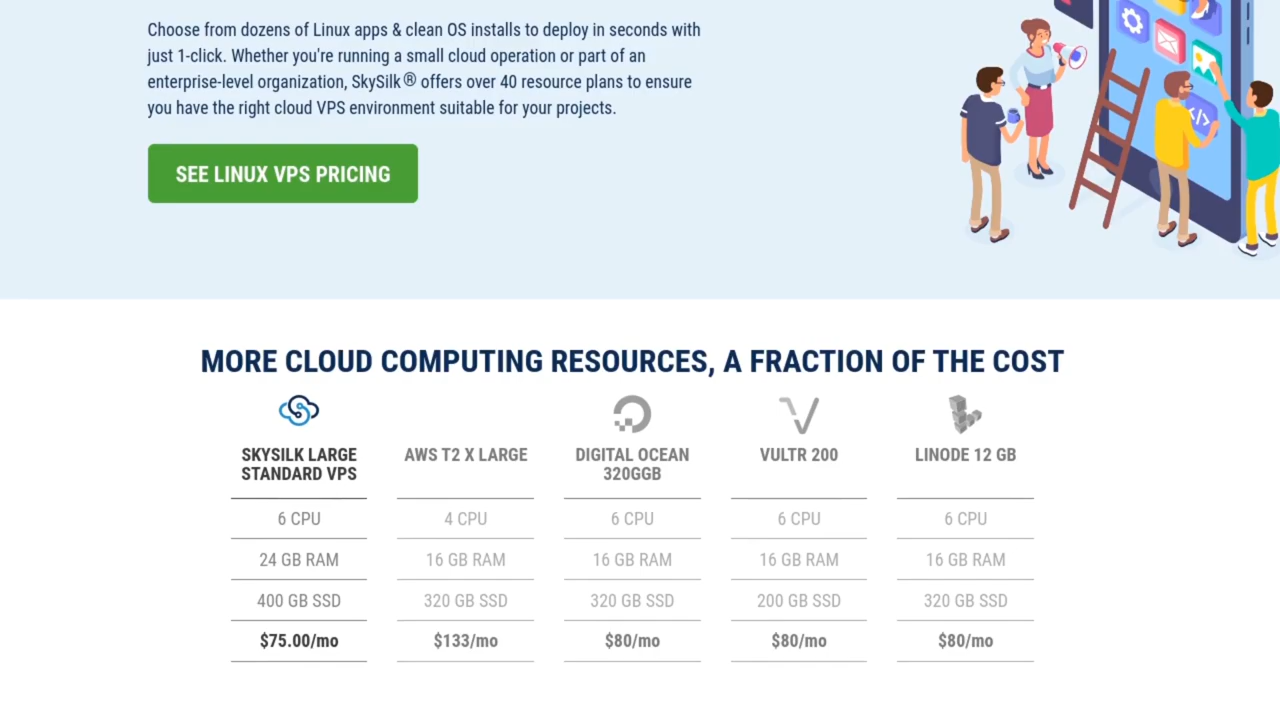 Choose from dozens of Linux apps & clean OS installs to deploy in seconds with
just 1-click. Whether you're running a small cloud operation or part of an
enterprise-level organization, SkySilk® offers over 40 resource plans to ensure
you have the right cloud VPS environment suitable for your projects.
SEE LINUX VPS PRICING
</>
MORE CLOUD COMPUTING RESOURCES, A FRACTION OF THE COST
SKYSILK LARGE
STANDARD VPS
AWS T2 X LARGE
DIGITAL OCEAN
320GGB
VULTR 200
LINODE 12 GB
6 CPU
4 CPU
6 CPU
6 CPU
6 CPU
24 GB RAM
16 GB RAM
16 GB RAM
16 GB RAM
16 GB RAM
400 GB SSD
320 GB SSD
320 GB SSD
200 GB SSD
320 GB SSD
$75.00/mo
$133/mo
$80/mo
$80/mo
$80/mo